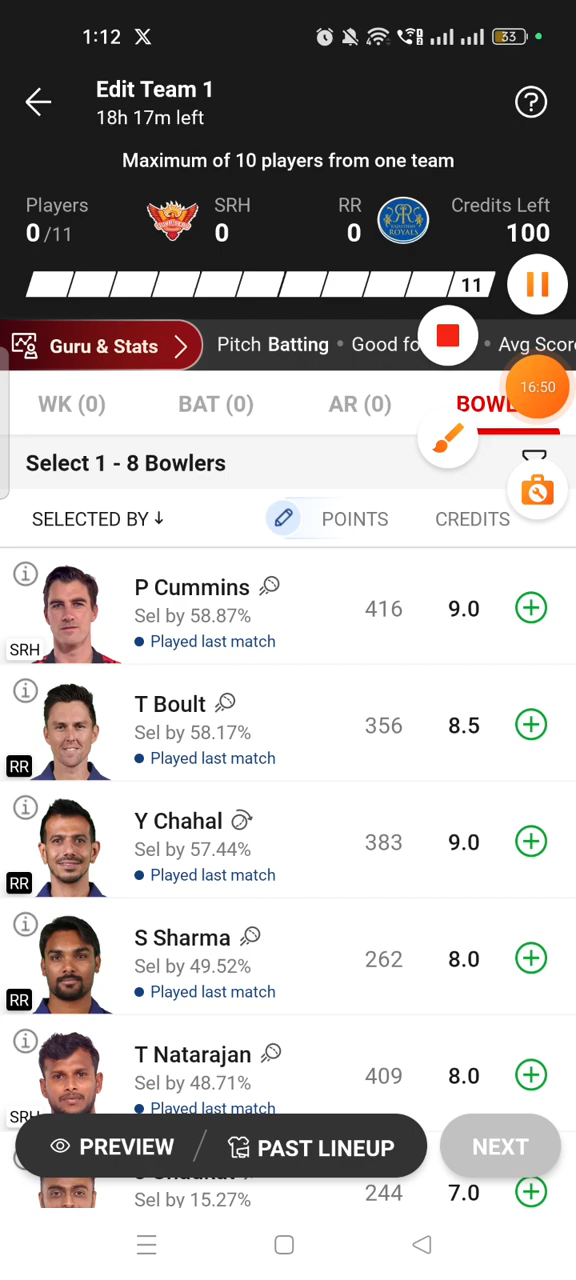 1:12 X 33
Edit Team 1
18h 17m left
Maximum of 10 players from one team
Players SRH RR Credits Left
0/11 0 0 100
11
Guru & Stats Pitch Batting • Good fo • Avg Scor
16:50
WK (0) BAT (0) AR (0) BOWL
Select 1 - 8 Bowlers
SELECTED BY ↓ POINTS CREDITS
P Cummins
Sel by 58.87% 416 9.0
SRH Played last match
T Boult
Sel by 58.17% 356 8.5
RR Played last match
Y Chahal
Sel by 57.44% 383 9.0
RR Played last match
S Sharma
Sel by 49.52% 262 8.0
RR Played last match
T Natarajan
Sel by 48.71% 409 8.0
SRH Played last match
PREVIEW / PAST LINEUP NEXT
Sel by 15.27% 244 7.0